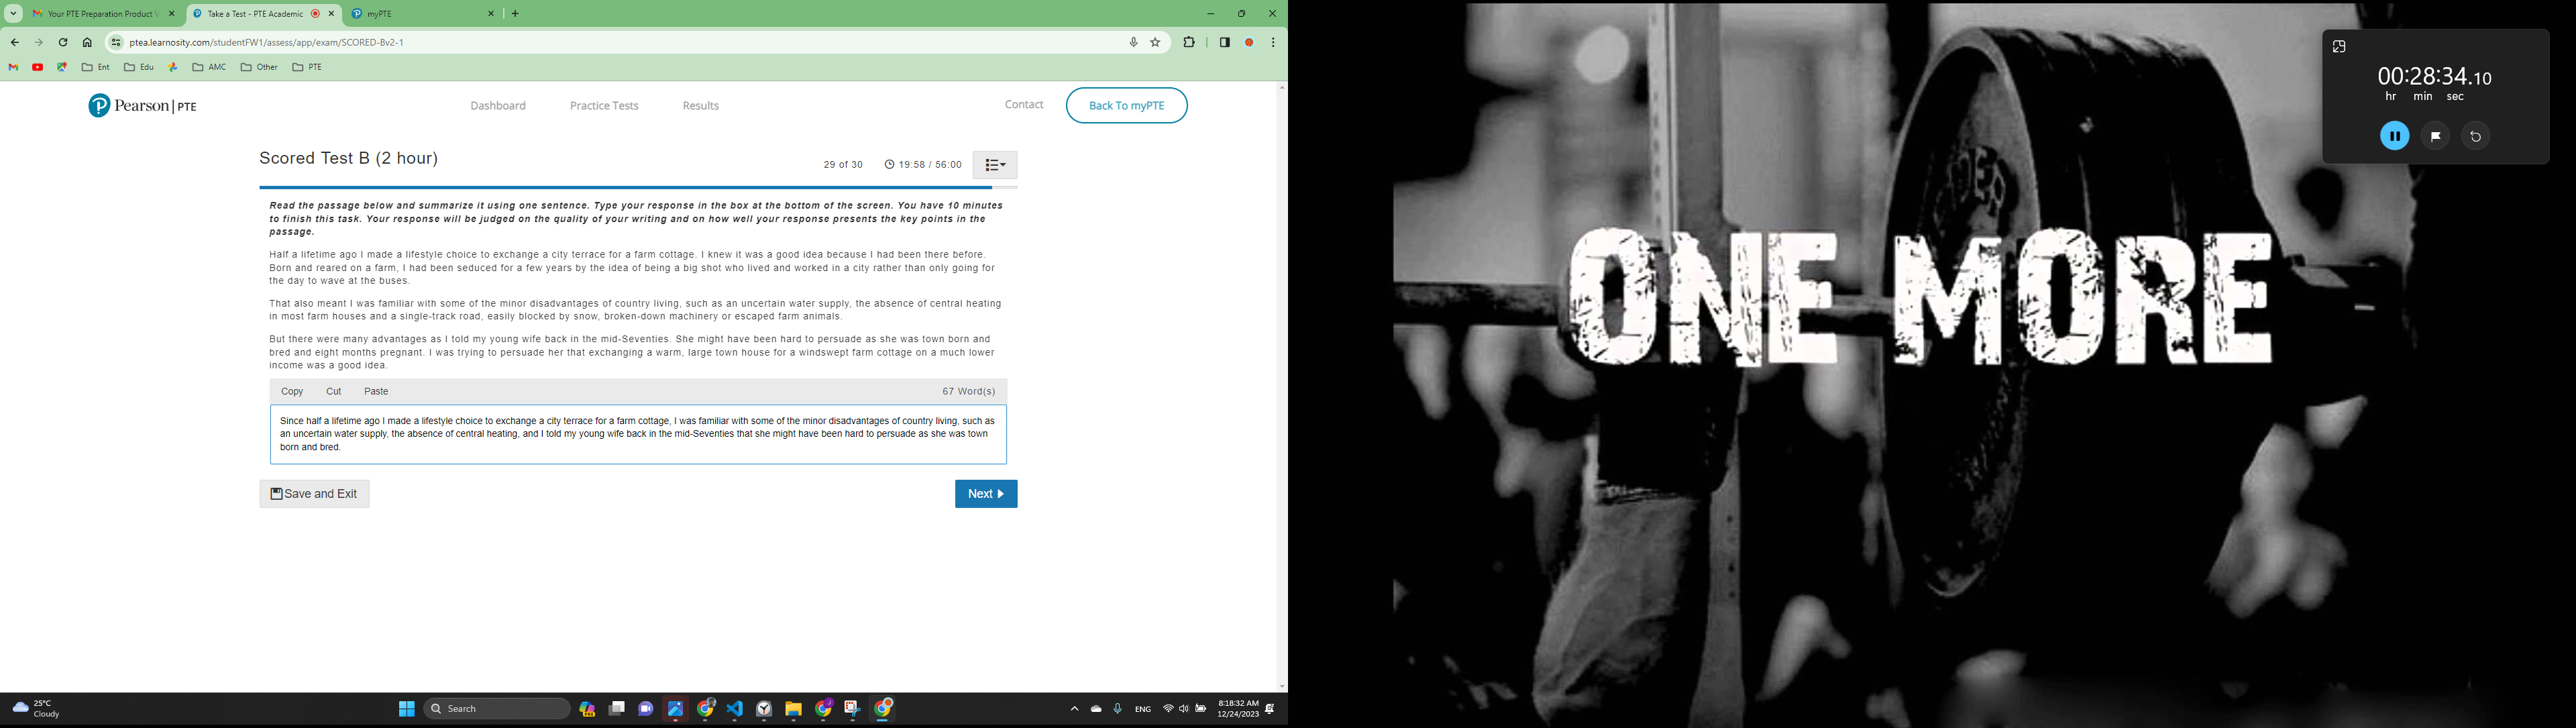 Your PTE Preparation Product V
Take a Test - PTE Academic
myPTE
ptea.learnosity.com/studentFW1/assess/app/exam/SCORED-Bv2-1
Ent
Edu
AMC
Other
PTE
Pearson | PTE
Dashboard
Practice Tests
Results
Contact
Back To myPTE
Scored Test B (2 hour)
29 of 30
19:58 / 56:00
Read the passage below and summarize it using one sentence. Type your response in the box at the bottom of the screen. You have 10 minutes
to finish this task. Your response will be judged on the quality of your writing and on how well your response presents the key points in the
passage.
Half a lifetime ago I made a lifestyle choice to exchange a city terrace for a farm cottage. I knew it was a good idea because I had been there before.
Born and reared on a farm, I had been seduced for a few years by the idea of being a big shot who lived and worked in a city rather than only going for
the day to wave at the buses.
That also meant I was familiar with some of the minor disadvantages of country living, such as an uncertain water supply, the absence of central heating
in most farm houses and a single-track road, easily blocked by snow, broken-down machinery or escaped farm animals.
But there were many advantages as I told my young wife back in the mid-Seventies. She might have been hard to persuade as she was town born and
bred and eight months pregnant. I was trying to persuade her that exchanging a warm, large town house for a windswept farm cottage on a much lower
income was a good idea.
Copy
Cut
Paste
67 Word(s)
Since half a lifetime ago I made a lifestyle choice to exchange a city terrace for a farm cottage, I was familiar with some of the minor disadvantages of country living, such as
an uncertain water supply, the absence of central heating, and I told my young wife back in the mid-Seventies that she might have been hard to persuade as she was town
born and bred.
Save and Exit
Next
25°C
Cloudy
Search
ENG
8:18:32 AM
12/24/2023
ONE MORE
00:28:34.10
hr min sec